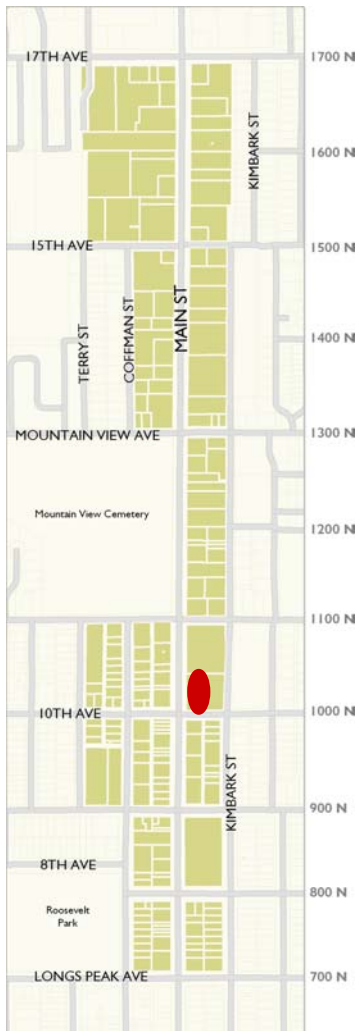 17TH AVE
1700 N
KIMBARK ST
1600 N
15TH AVE
1500 N
TERRY ST
COFFMAN ST
MAIN ST
1400 N
MOUNTAIN VIEW AVE
1300 N
Mountain View Cemetery
1200 N
1100 N
10TH AVE
1000 N
KIMBARK ST
900 N
8TH AVE
800 N
Roosevelt
Park
LONGS PEAK AVE
700 N